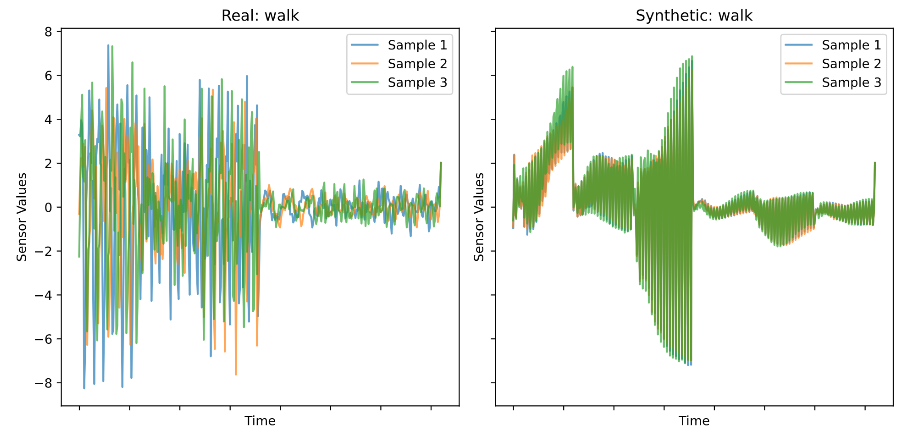 Real: walk
Sensor Values
8
6
4
2
0
−2
−4
−6
−8
Sample 1
Sample 2
Sample 3
Time
Synthetic: walk
Sensor Values
Sample 1
Sample 2
Sample 3
Time